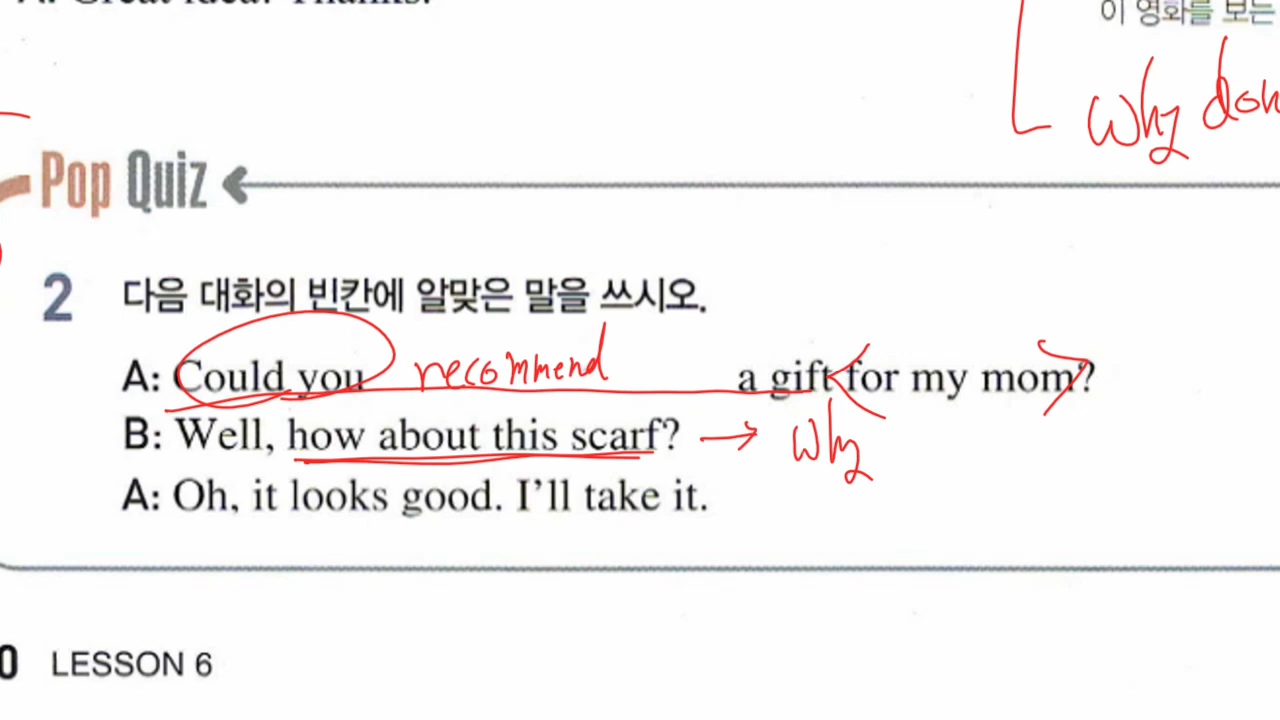 이 영화를 보는
why don
Pop Quiz
2 다음 대화의 빈칸에 알맞은 말을 쓰시오.
A: Could you recommend a gift for my mom?
B: Well, how about this scarf? → why
A: Oh, it looks good. I'll take it.
0 LESSON 6